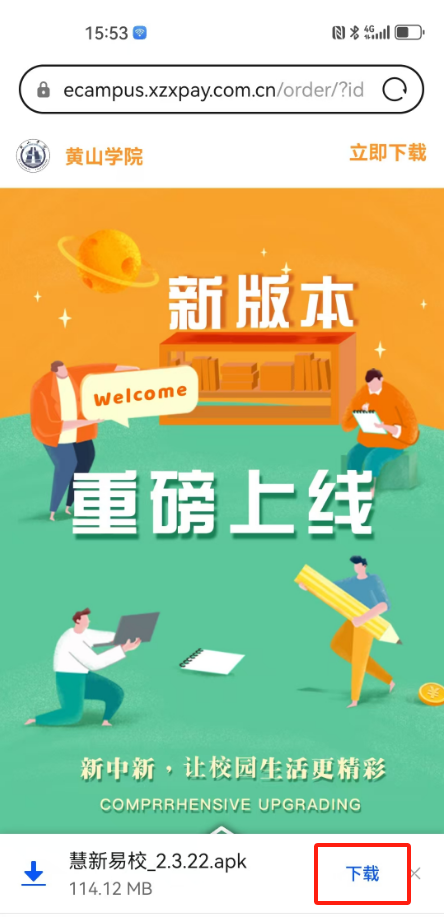 15:53
4G
ecampus.xzxpay.com.cn/order/?id
黄山学院
立即下载
新版本
Welcome
重磅上线
新中新，让校园生活更精彩
COMPRRHENSIVE UPGRADING
慧新易校_2.3.22.apk
114.12 MB
下载